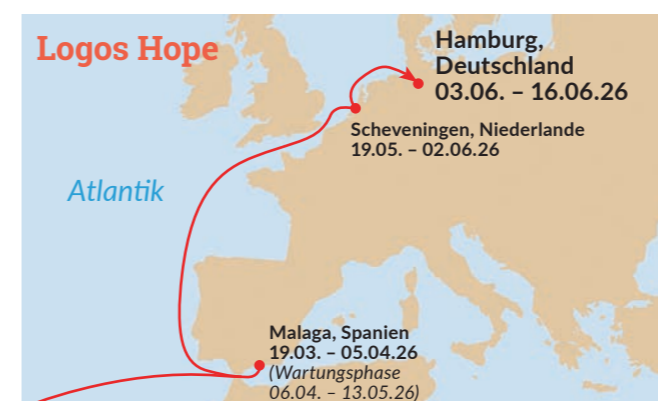 Logos Hope
Hamburg,
Deutschland
03.06. – 16.06.26
Scheveningen, Niederlande
19.05. – 02.06.26
Atlantik
Malaga, Spanien
19.03. – 05.04.26
(Wartungsphase
06.04. – 13.05.26)